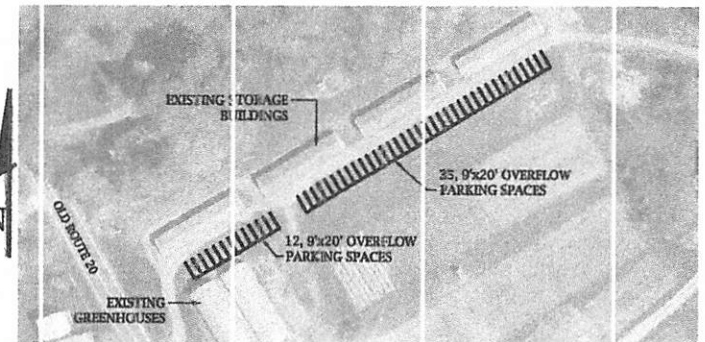 EXISTING STORAGE
BUILDINGS
35, 9'x20' OVERFLOW
PARKING SPACES
OLD ROUTE 20
12, 9'x20' OVERFLOW
PARKING SPACES
EXISTING
GREENHOUSES
N